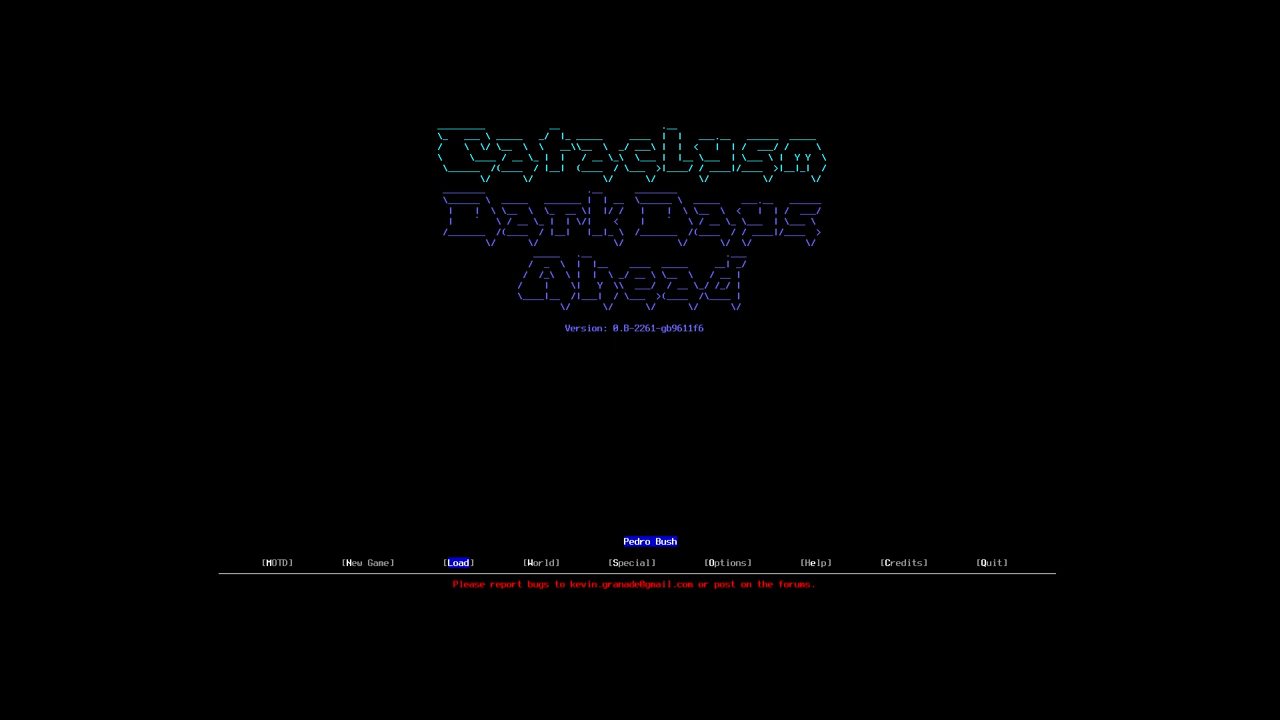 Cataclysm
Dark Days
Ahead
Version: 0.B-2261-gb9611f6
Pedro Bush
[MOTD] [New Game] [Load] [World] [Special] [Options] [Help] [Credits] [Quit]
Please report bugs to kevin.granade@gmail.com or post on the forums.